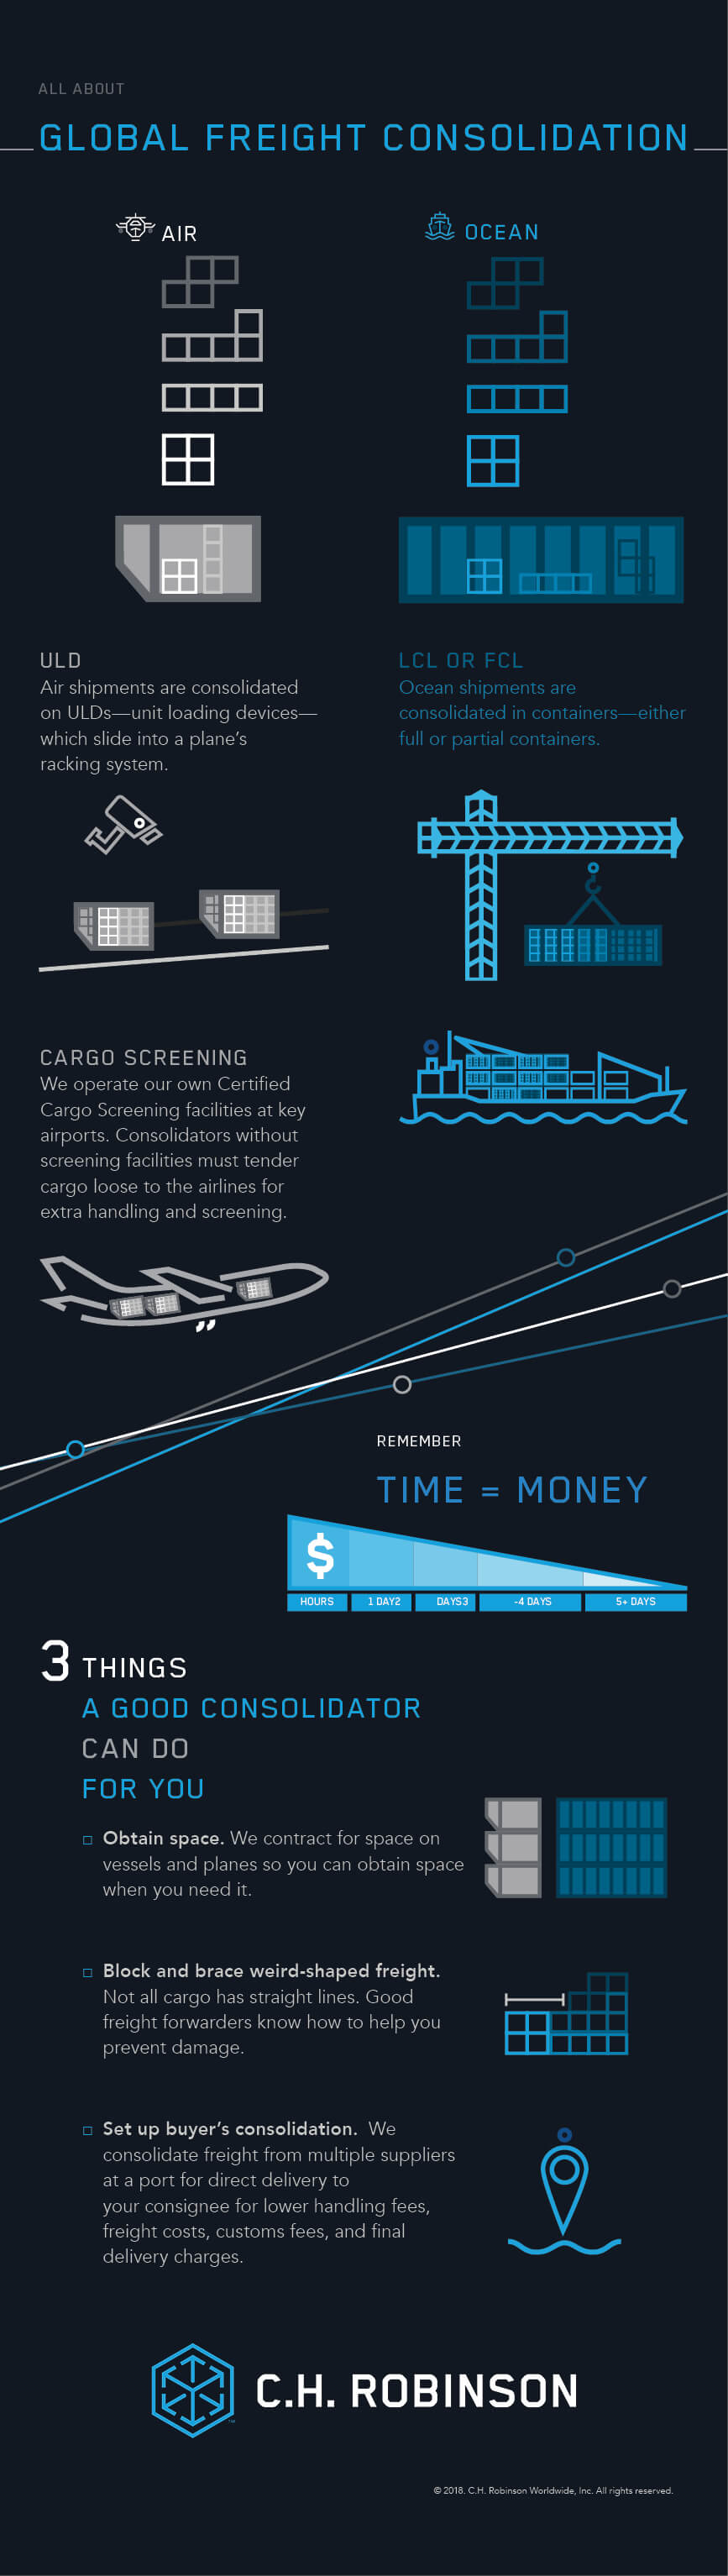 ALL ABOUT
GLOBAL FREIGHT CONSOLIDATION
AIR
OCEAN
ULD
Air shipments are consolidated
on ULDs—unit loading devices—
which slide into a plane’s
racking system.
LCL OR FCL
Ocean shipments are
consolidated in containers—either
full or partial containers.
CARGO SCREENING
We operate our own Certified
Cargo Screening facilities at key
airports. Consolidators without
screening facilities must tender
cargo loose to the airlines for
extra handling and screening.
REMEMBER
TIME = MONEY
$
HOURS 1 DAY2 DAYS3 -4 DAYS 5+ DAYS
3 THINGS
A GOOD CONSOLIDATOR
CAN DO
FOR YOU
Obtain space. We contract for space on
vessels and planes so you can obtain space
when you need it.
Block and brace weird-shaped freight.
Not all cargo has straight lines. Good
freight forwarders know how to help you
prevent damage.
Set up buyer’s consolidation. We
consolidate freight from multiple suppliers
at a port for direct delivery to
your consignee for lower handling fees,
freight costs, customs fees, and final
delivery charges.
C.H. ROBINSON
™
© 2018. C.H. Robinson Worldwide, Inc. All rights reserved.